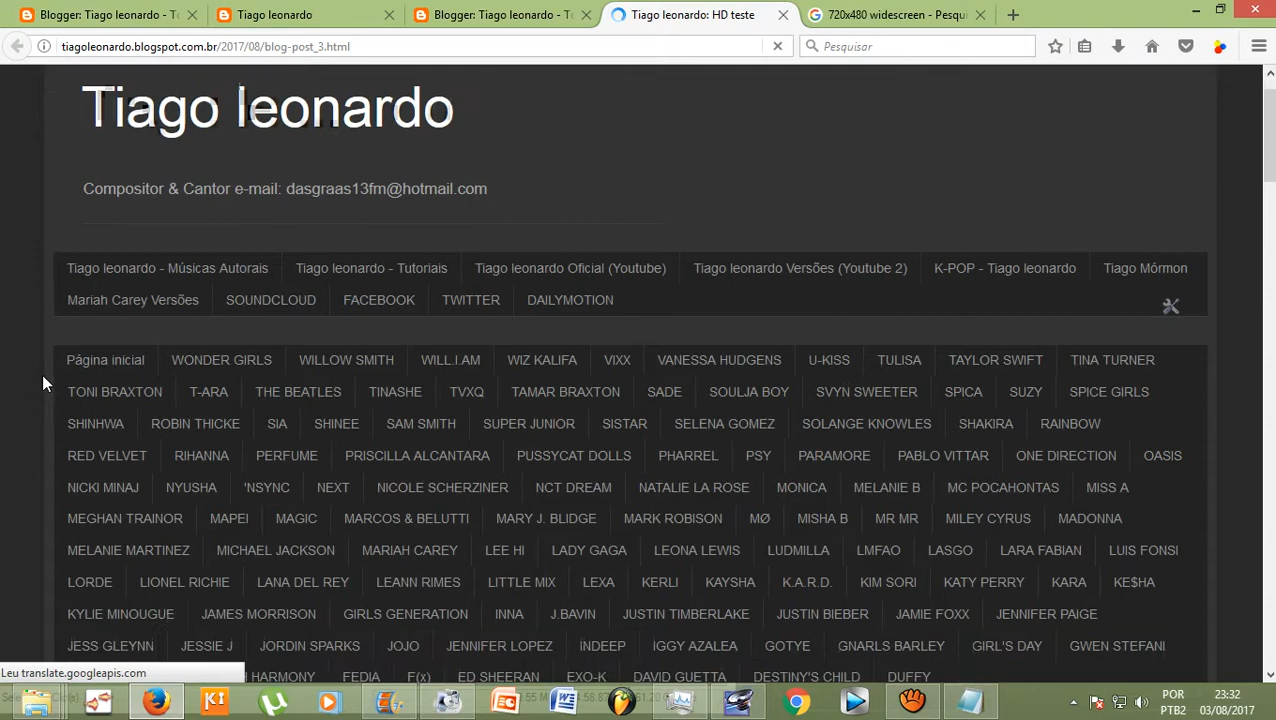 Blogger: Tiago leonardo - To
Tiago leonardo
Blogger: Tiago leonardo - To
Tiago leonardo: HD teste
720x480 widescreen - Pesqui
tiagoleonardo.blogspot.com.br/2017/08/blog-post_3.html
Pesquisar
Tiago leonardo
Compositor & Cantor e-mail: dasgraas13fm@hotmail.com
Tiago leonardo - Músicas Autorais Tiago leonardo - Tutoriais Tiago leonardo Oficial (Youtube) Tiago leonardo Versões (Youtube 2) K-POP - Tiago leonardo Tiago Mórmon
Mariah Carey Versões SOUNDCLOUD FACEBOOK TWITTER DAILYMOTION
Página inicial WONDER GIRLS WILLOW SMITH WILL.I.AM WIZ KALIFA VIXX VANESSA HUDGENS U-KISS TULISA TAYLOR SWIFT TINA TURNER
TONI BRAXTON T-ARA THE BEATLES TINASHE TVXQ TAMAR BRAXTON SADE SOULJA BOY SVYN SWEETER SPICA SUZY SPICE GIRLS
SHINHWA ROBIN THICKE SIA SHINEE SAM SMITH SUPER JUNIOR SISTAR SELENA GOMEZ SOLANGE KNOWLES SHAKIRA RAINBOW
RED VELVET RIHANNA PERFUME PRISCILLA ALCANTARA PUSSYCAT DOLLS PHARREL PSY PARAMORE PABLO VITTAR ONE DIRECTION OASIS
NICKI MINAJ NYUSHA 'NSYNC NEXT NICOLE SCHERZINER NCT DREAM NATALIE LA ROSE MONICA MELANIE B MC POCAHONTAS MISS A
MEGHAN TRAINOR MAPEI MAGIC MARCOS & BELUTTI MARY J. BLIDGE MARK ROBISON MØ MISHA B MR MR MILEY CYRUS MADONNA
MELANIE MARTINEZ MICHAEL JACKSON MARIAH CAREY LEE HI LADY GAGA LEONA LEWIS LUDMILLA LMFAO LASGO LARA FABIAN LUIS FONSI
LORDE LIONEL RICHIE LANA DEL REY LEANN RIMES LITTLE MIX LEXA KERLI KAYSHA K.A.R.D. KIM SORI KATY PERRY KARA KE$HA
KYLIE MINOUGUE JAMES MORRISON GIRLS GENERATION INNA J.BAVIN JUSTIN TIMBERLAKE JUSTIN BIEBER JAMIE FOXX JENNIFER PAIGE
JESS GLEYNN JESSIE J JORDIN SPARKS JOJO JENNIFER LOPEZ INDEEP IGGY AZALEA GOTYE GNARLS BARLEY GIRL'S DAY GWEN STEFANI
HARMONY FEDIA F(x) ED SHEERAN EXO-K DAVID GUETTA DESTINY'S CHILD DUFFY
Leu translate.googleapis.com
POR 23:32
PTB2 03/08/2017